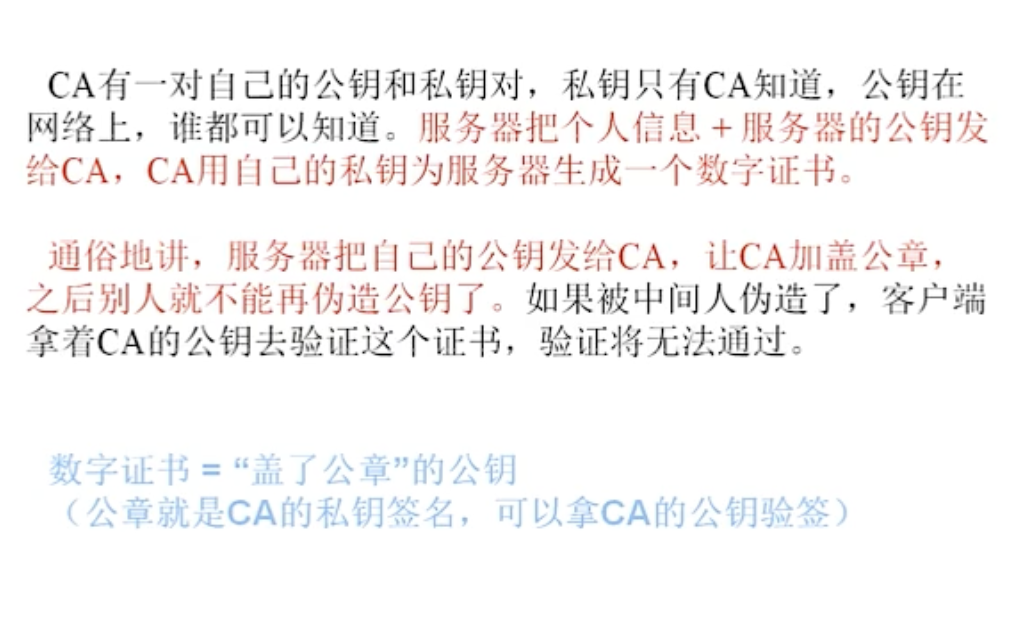 CA有一对自己的公钥和私钥对，私钥只有CA知道，公钥在
网络上，谁都可以知道。服务器把个人信息 + 服务器的公钥发
给CA，CA用自己的私钥为服务器生成一个数字证书。
通俗地讲，服务器把自己的公钥发给CA，让CA加盖公章，
之后别人就不能再伪造公钥了。如果被中间人伪造了，客户端
拿着CA的公钥去验证这个证书，验证将无法通过。
数字证书 = “盖了公章”的公钥
（公章就是CA的私钥签名，可以拿CA的公钥验签）